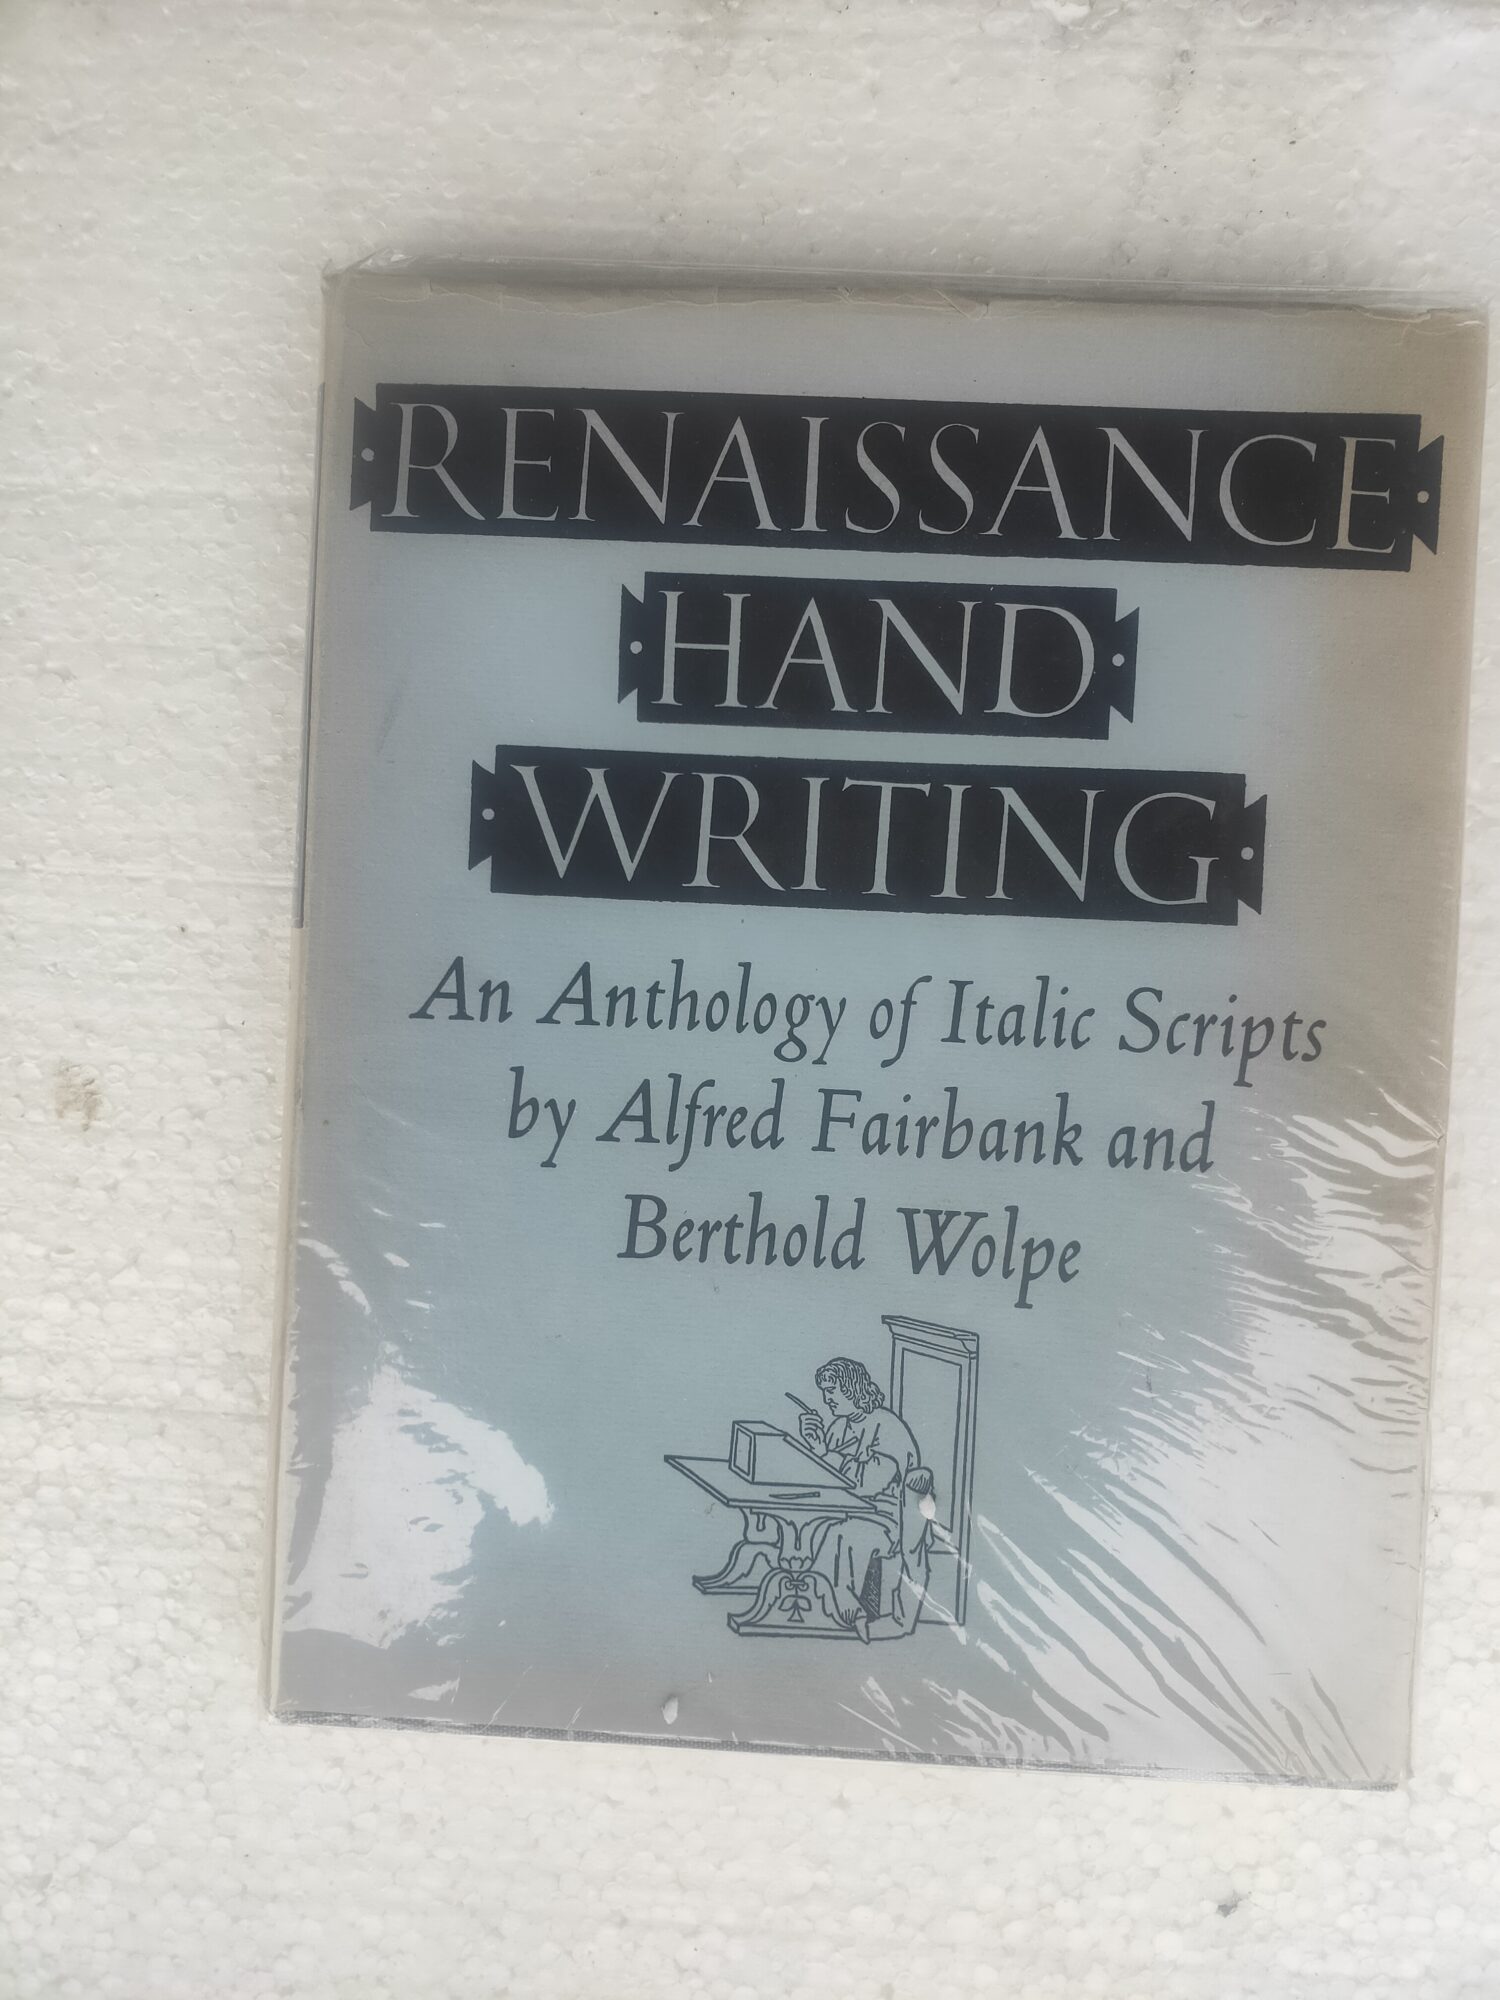 RENAISSANCE
HAND
WRITING
An Anthology of Italic Scripts
by Alfred Fairbank and
Berthold Wolpe